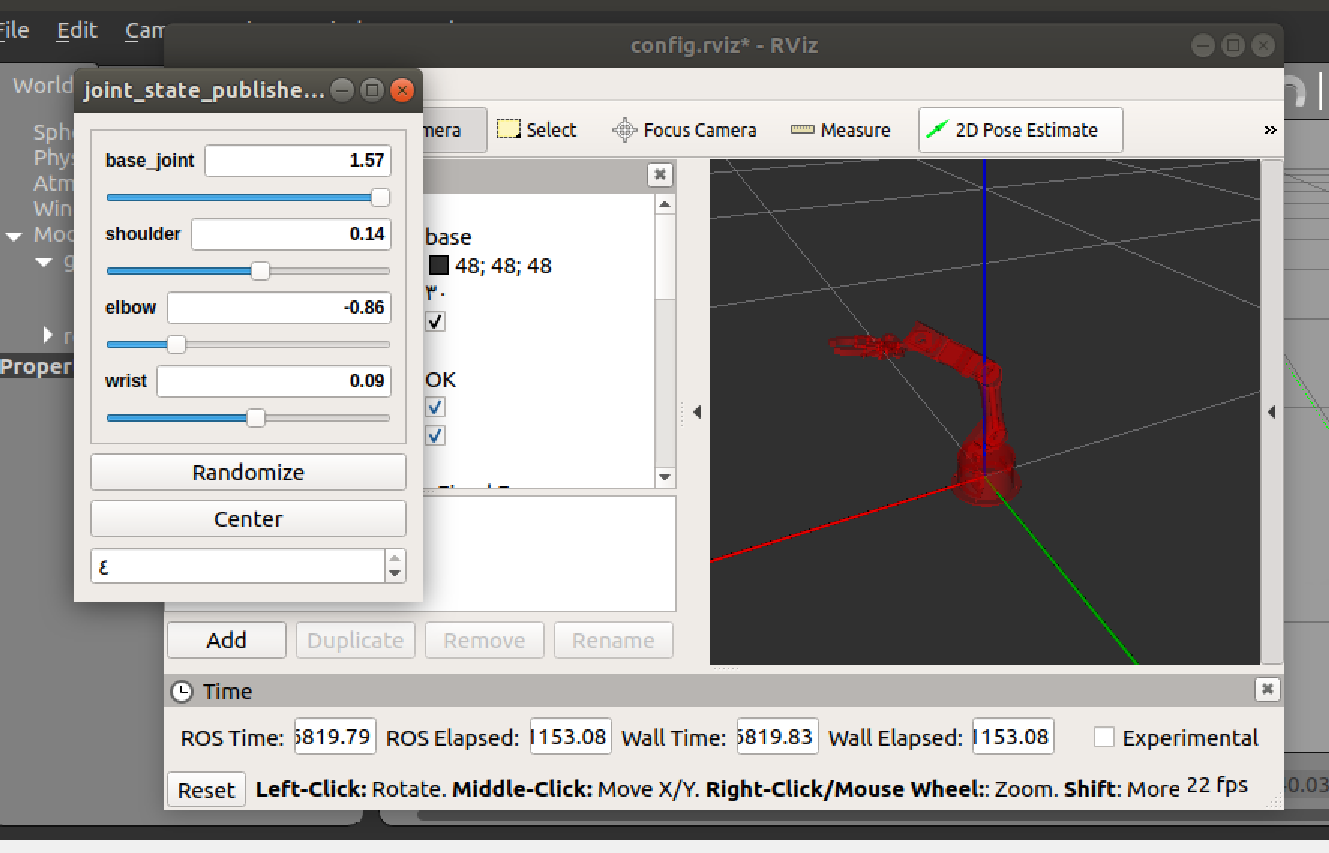 File Edit Cam
config.rviz* - RViz
World
joint_state_publishe...
mera Select Focus Camera Measure 2D Pose Estimate »
base_joint 1.57
shoulder 0.14
elbow -0.86
wrist 0.09
Randomize
Center
٤
Sph
Phy
Atm
Win
Mod
g
r
Proper
base
48; 48; 48
٣٠
OK
Add Duplicate Remove Rename
Time
ROS Time: 5819.79 ROS Elapsed: 1153.08 Wall Time: 5819.83 Wall Elapsed: 1153.08 Experimental
Reset Left-Click: Rotate. Middle-Click: Move X/Y. Right-Click/Mouse Wheel:: Zoom. Shift: More 22 fps
0.03